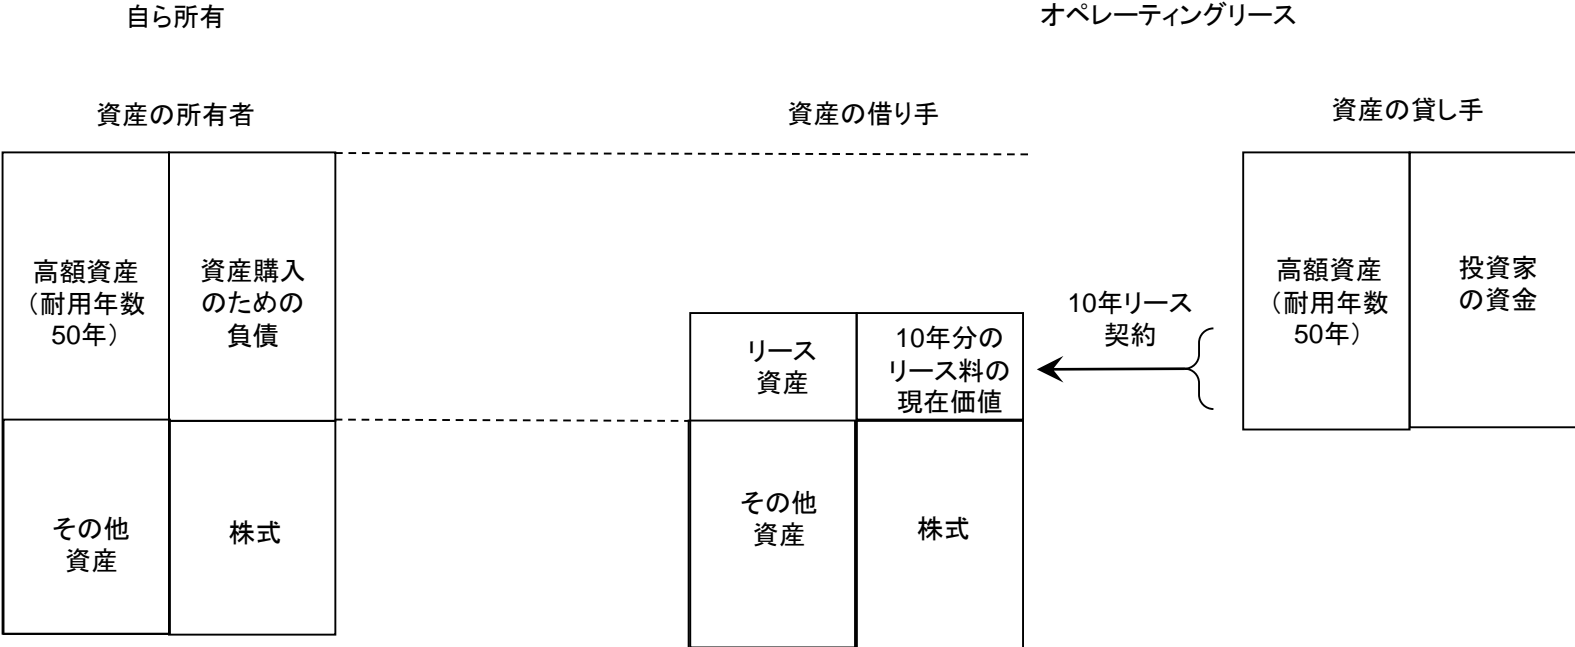 自ら所有
オペレーティングリース
資産の所有者
資産の借り手
資産の貸し手
高額資産
（耐用年数
50年）
資産購入
のための
負債
その他
資産
株式
リース
資産
10年分の
リース料の
現在価値
その他
資産
株式
10年リース
契約
高額資産
（耐用年数
50年）
投資家
の資金